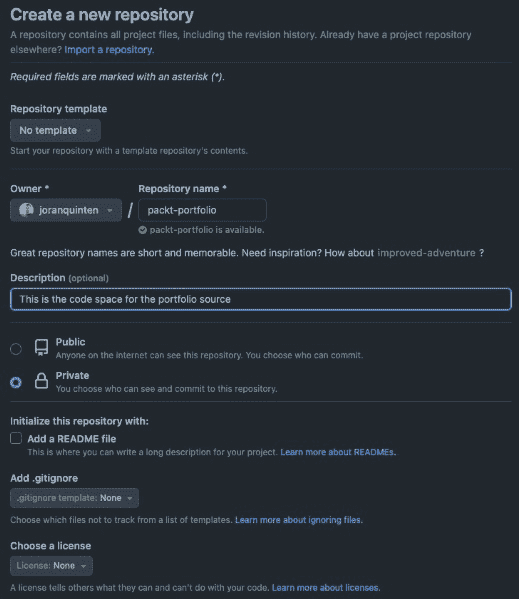 Create a new repository
A repository contains all project files, including the revision history. Already have a project repository
elsewhere? Import a repository.
Required fields are marked with an asterisk (*).
Repository template
No template
Start your repository with a template repository's contents.
Owner * Repository name *
joranquinten / packt-portfolio
packt-portfolio is available.
Great repository names are short and memorable. Need inspiration? How about improved-adventure ?
Description (optional)
This is the code space for the portfolio source
Public
Anyone on the internet can see this repository. You choose who can commit.
Private
You choose who can see and commit to this repository.
Initialize this repository with:
Add a README file
This is where you can write a long description for your project. Learn more about READMEs.
Add .gitignore
.gitignore template: None
Choose which files not to track from a list of templates. Learn more about ignoring files.
Choose a license
License: None
A license tells others what they can and can't do with your code. Learn more about licenses.